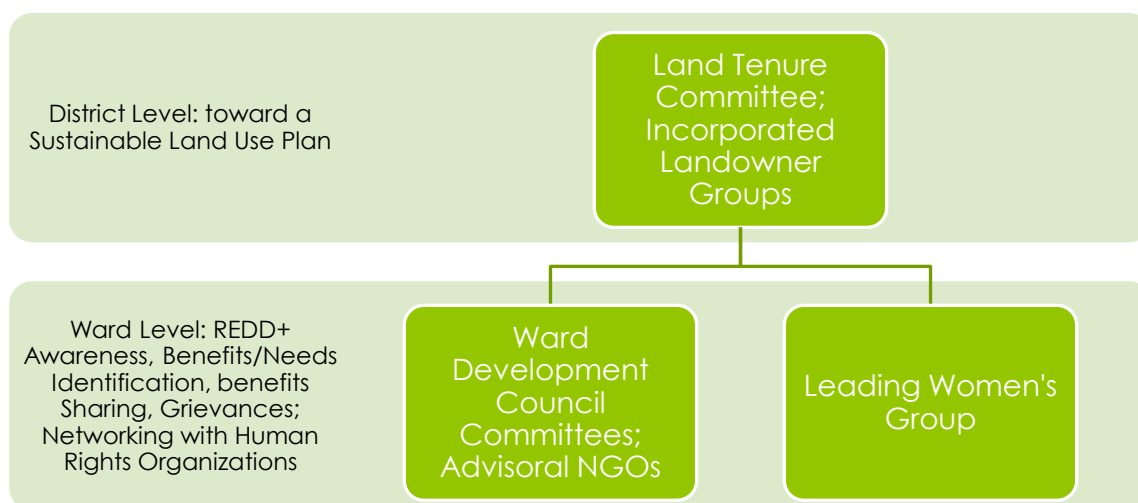 District Level: toward a
Sustainable Land Use Plan
Land Tenure
Committee;
Incorporated
Landowner
Groups
Ward Level: REDD+
Awareness, Benefits/Needs
Identification, benefits
Sharing, Grievances;
Networking with Human
Rights Organizations
Ward
Development
Council
Committees;
Advisoral NGOs
Leading Women's
Group